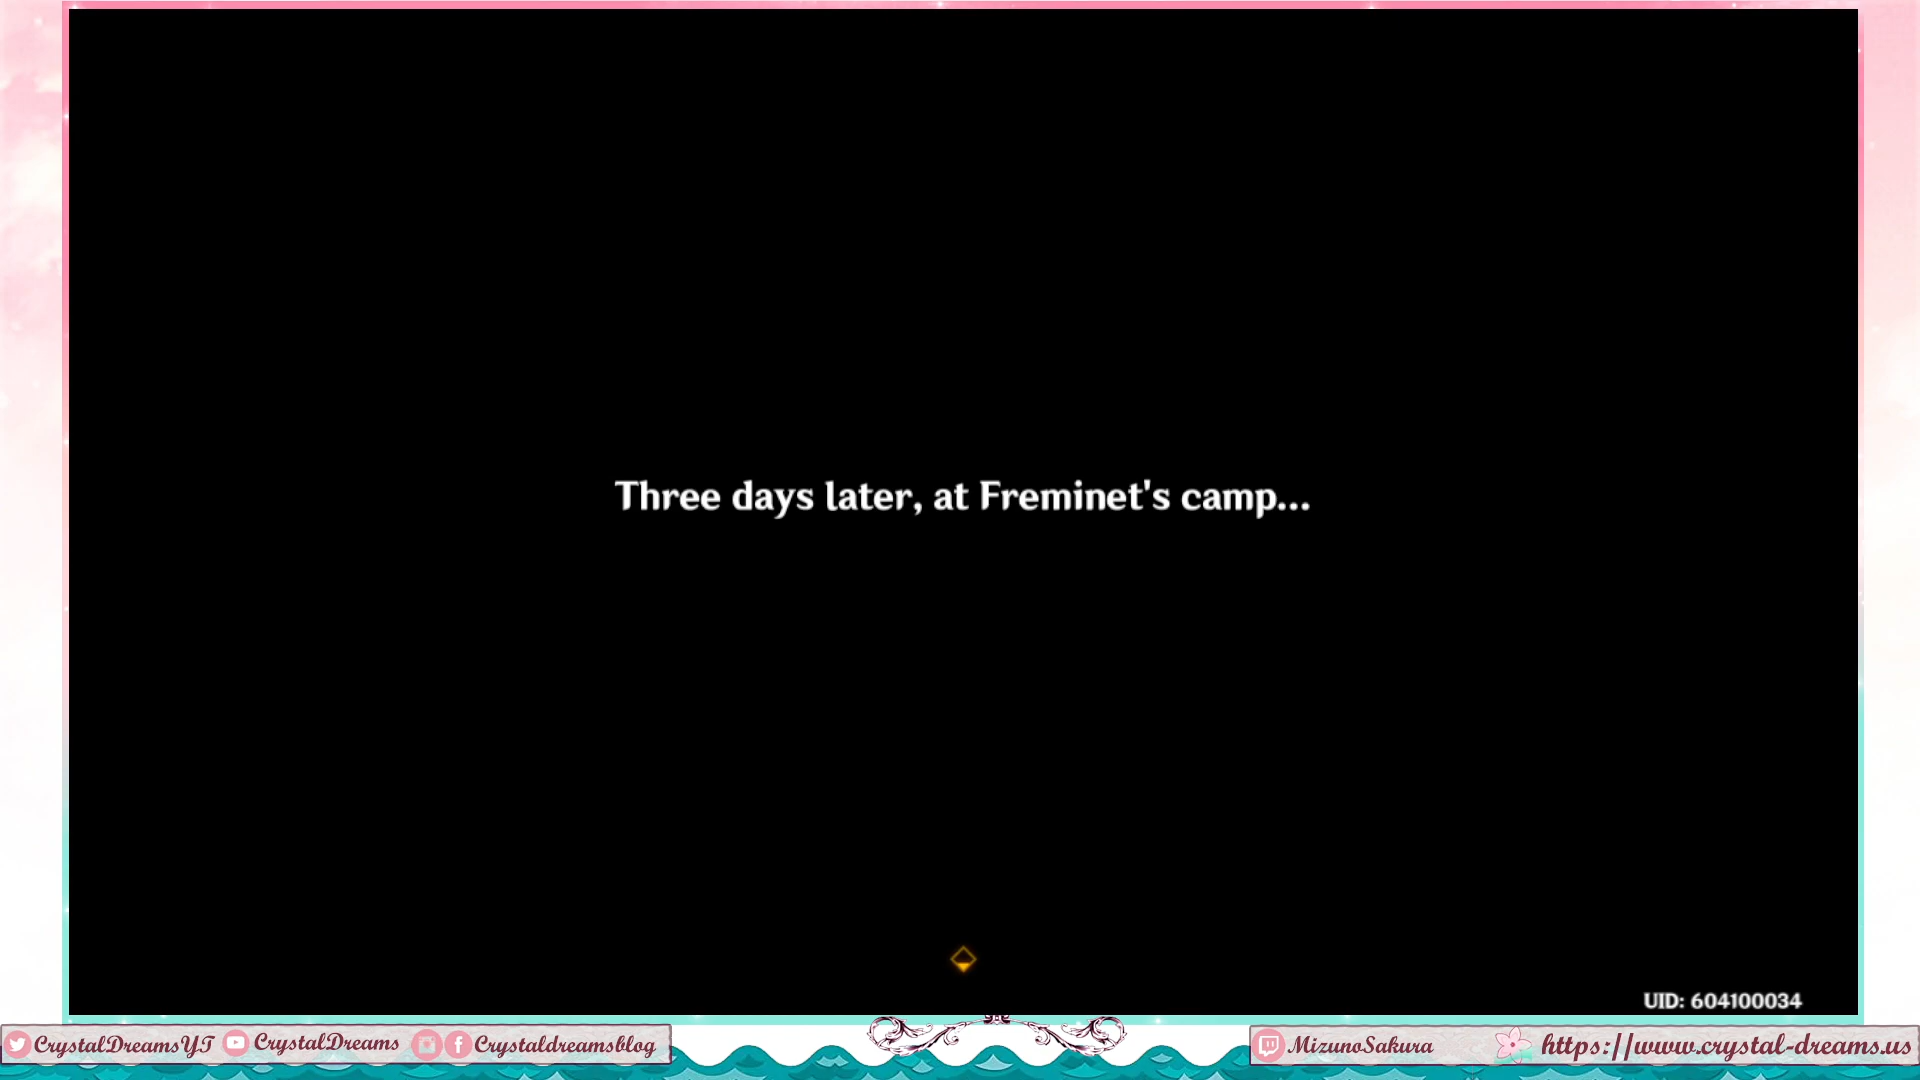 Three days later, at Freminet's camp...
UID: 604100034
CrystalDreamsYT CrystalDreams Crystaldreamsblog
MizunoSakura https://www.crystal-dreams.us